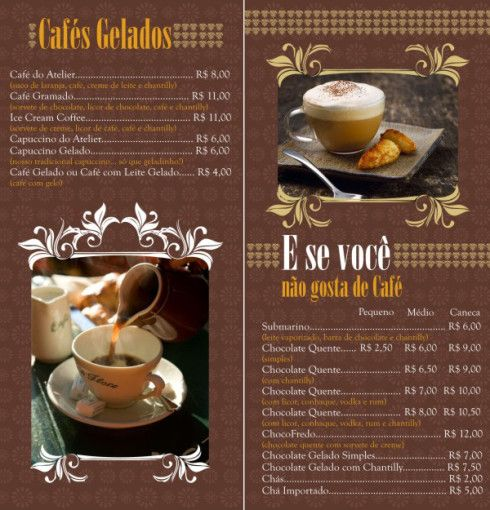 Cafés Gelados
Café do Atelier........................................ R$ 8,00
(suco de laranja, café, creme de leite e chantilly)
Café Gramado.................................... R$ 11,00
(sorvete de chocolate, licor de chocolate, café e chantilly)
Ice Cream Coffee................................ R$ 11,00
(sorvete de creme, licor de café, café e chantilly)
Capuccino do Atelier............................ R$ 6,00
Capuccino Gelado................................ R$ 6,00
(nosso tradicional capuccino... só que geladinho!)
Café Gelado ou Café com Leite Gelado...... R$ 4,00
(café com gelo)
E se você
não gosta de Café
Pequeno Médio Caneca
Submarino............................................ R$ 6,00
(leite vaporizado, barra de chocolate e chantilly)
Chocolate Quente...... R$ 2,50 R$ 6,00 R$ 9,00
(simples)
Chocolate Quente......................... R$ 6,50 R$ 9,00
(com chantilly)
Chocolate Quente......................... R$ 7,00 R$ 10,00
(com licor, conhaque, vodka e rum)
Chocolate Quente......................... R$ 8,00 R$ 10,50
(com licor, conhaque, vodka, rum e chantilly)
ChocoFredo........................................ R$ 12,00
(chocolate quente com sorvete de creme)
Chocolate Gelado Simples..................... R$ 7,00
Chocolate Gelado com Chantilly............. R$ 7,50
Chás.................................................... R$ 2,00
Chá Importado..................................... R$ 5,00